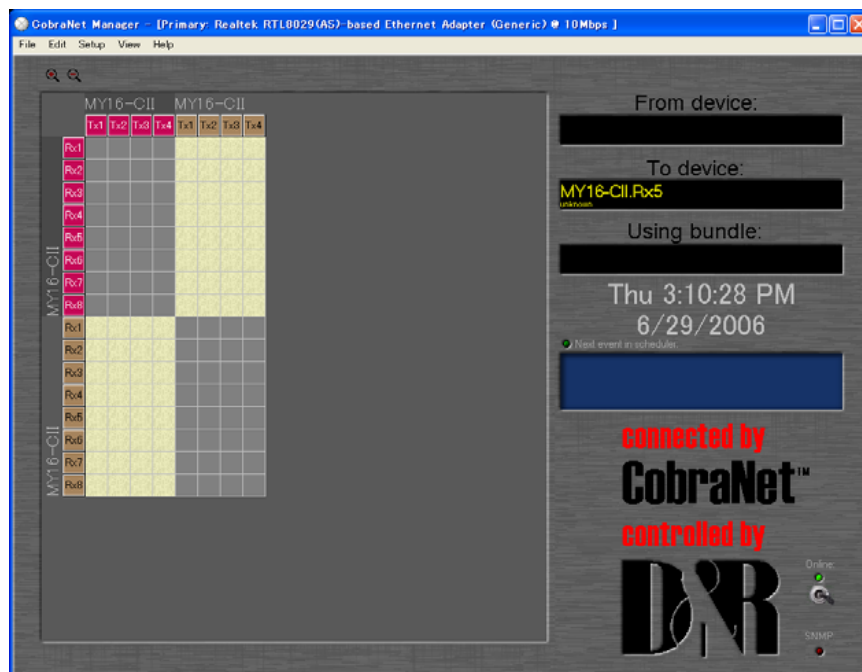 CobraNet Manager - [Primary: Realtek RTL8029(AS)-based Ethernet Adapter (Generic) @ 10Mbps ]
File Edit Setup View Help
MY16-CII MY16-CII
Tx1 Tx2 Tx3 Tx4 Tx1 Tx2 Tx3 Tx4
MY16-CII
Rx1
Rx2
Rx3
Rx4
Rx5
Rx6
Rx7
Rx8
MY16-CII
Rx1
Rx2
Rx3
Rx4
Rx5
Rx6
Rx7
Rx8
From device:
To device:
MY16-CII.Rx5
unknown
Using bundle:
Thu 3:10:28 PM
6/29/2006
Next event in scheduler:
connected by
CobraNet™
controlled by
D&R
Online:
SNMP